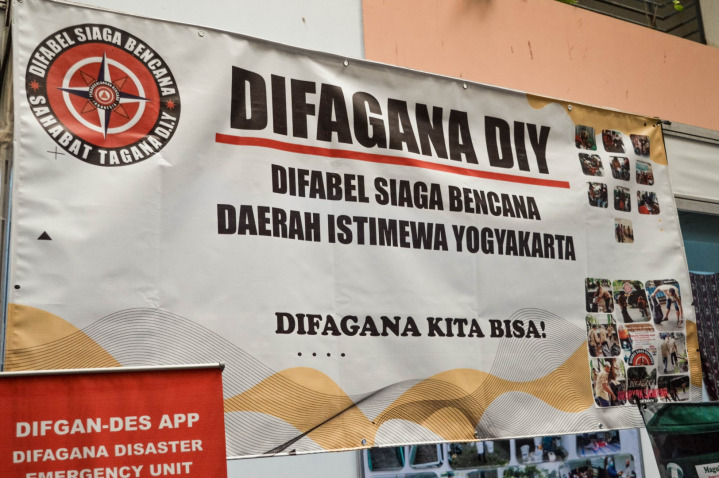 DIFABEL SIAGA BENCANA
SAHABAT TAGANA D.I.Y
DIFAGANA DIY
DIFABEL SIAGA BENCANA
DAERAH ISTIMEWA YOGYAKARTA
DIFAGANA KITA BISA!
....
DIFGAN-DES APP
DIFAGANA DISASTER
EMERGENCY UNIT